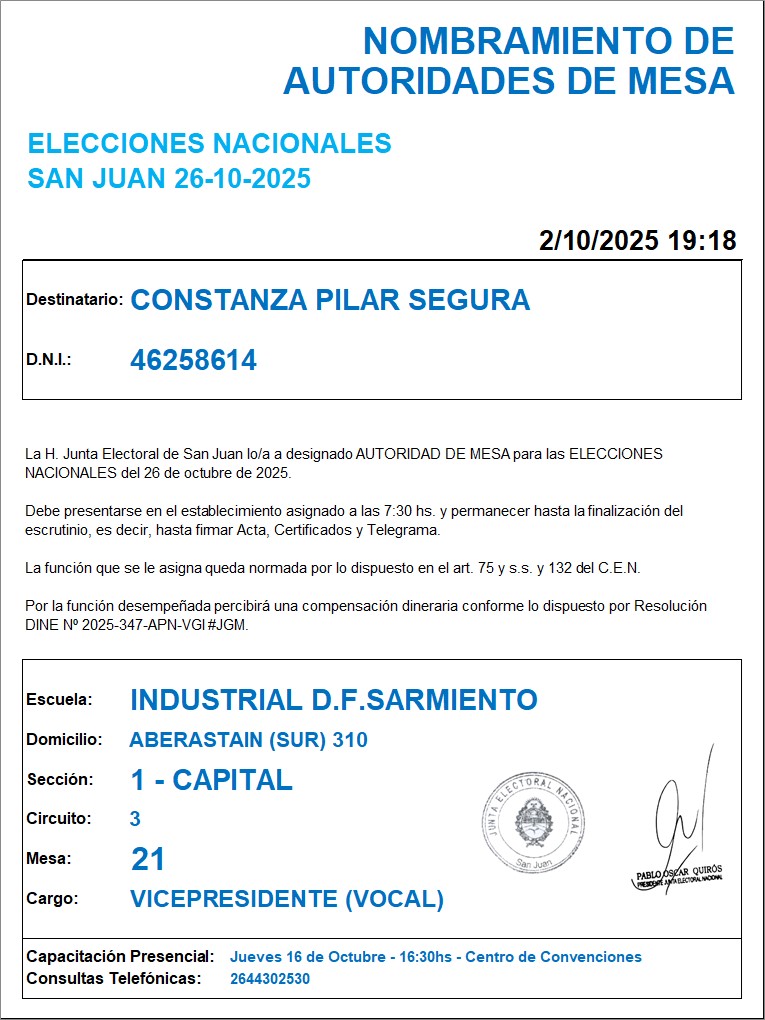 NOMBRAMIENTO DE
AUTORIDADES DE MESA
ELECCIONES NACIONALES
SAN JUAN 26-10-2025
2/10/2025 19:18
Destinatario: CONSTANZA PILAR SEGURA
D.N.I.: 46258614
La H. Junta Electoral de San Juan lo/a a designado AUTORIDAD DE MESA para las ELECCIONES
NACIONALES del 26 de octubre de 2025.
Debe presentarse en el establecimiento asignado a las 7:30 hs. y permanecer hasta la finalización del
escrutinio, es decir, hasta firmar Acta, Certificados y Telegrama.
La función que se le asigna queda normada por lo dispuesto en el art. 75 y s.s. y 132 del C.E.N.
Por la función desempeñada percibirá una compensación dineraria conforme lo dispuesto por Resolución
DINE Nº 2025-347-APN-VGI#JGM.
Escuela: INDUSTRIAL D.F.SARMIENTO
Domicilio: ABERASTAIN (SUR) 310
Sección: 1 - CAPITAL
Circuito: 3
Mesa: 21
Cargo: VICEPRESIDENTE (VOCAL)
JUNTA ELECTORAL NACIONAL
San Juan
PABLO OSCAR QUIRÓS
PRESIDENTE JUNTA ELECTORAL NACIONAL
Capacitación Presencial: Jueves 16 de Octubre - 16:30hs - Centro de Convenciones
Consultas Telefónicas: 2644302530